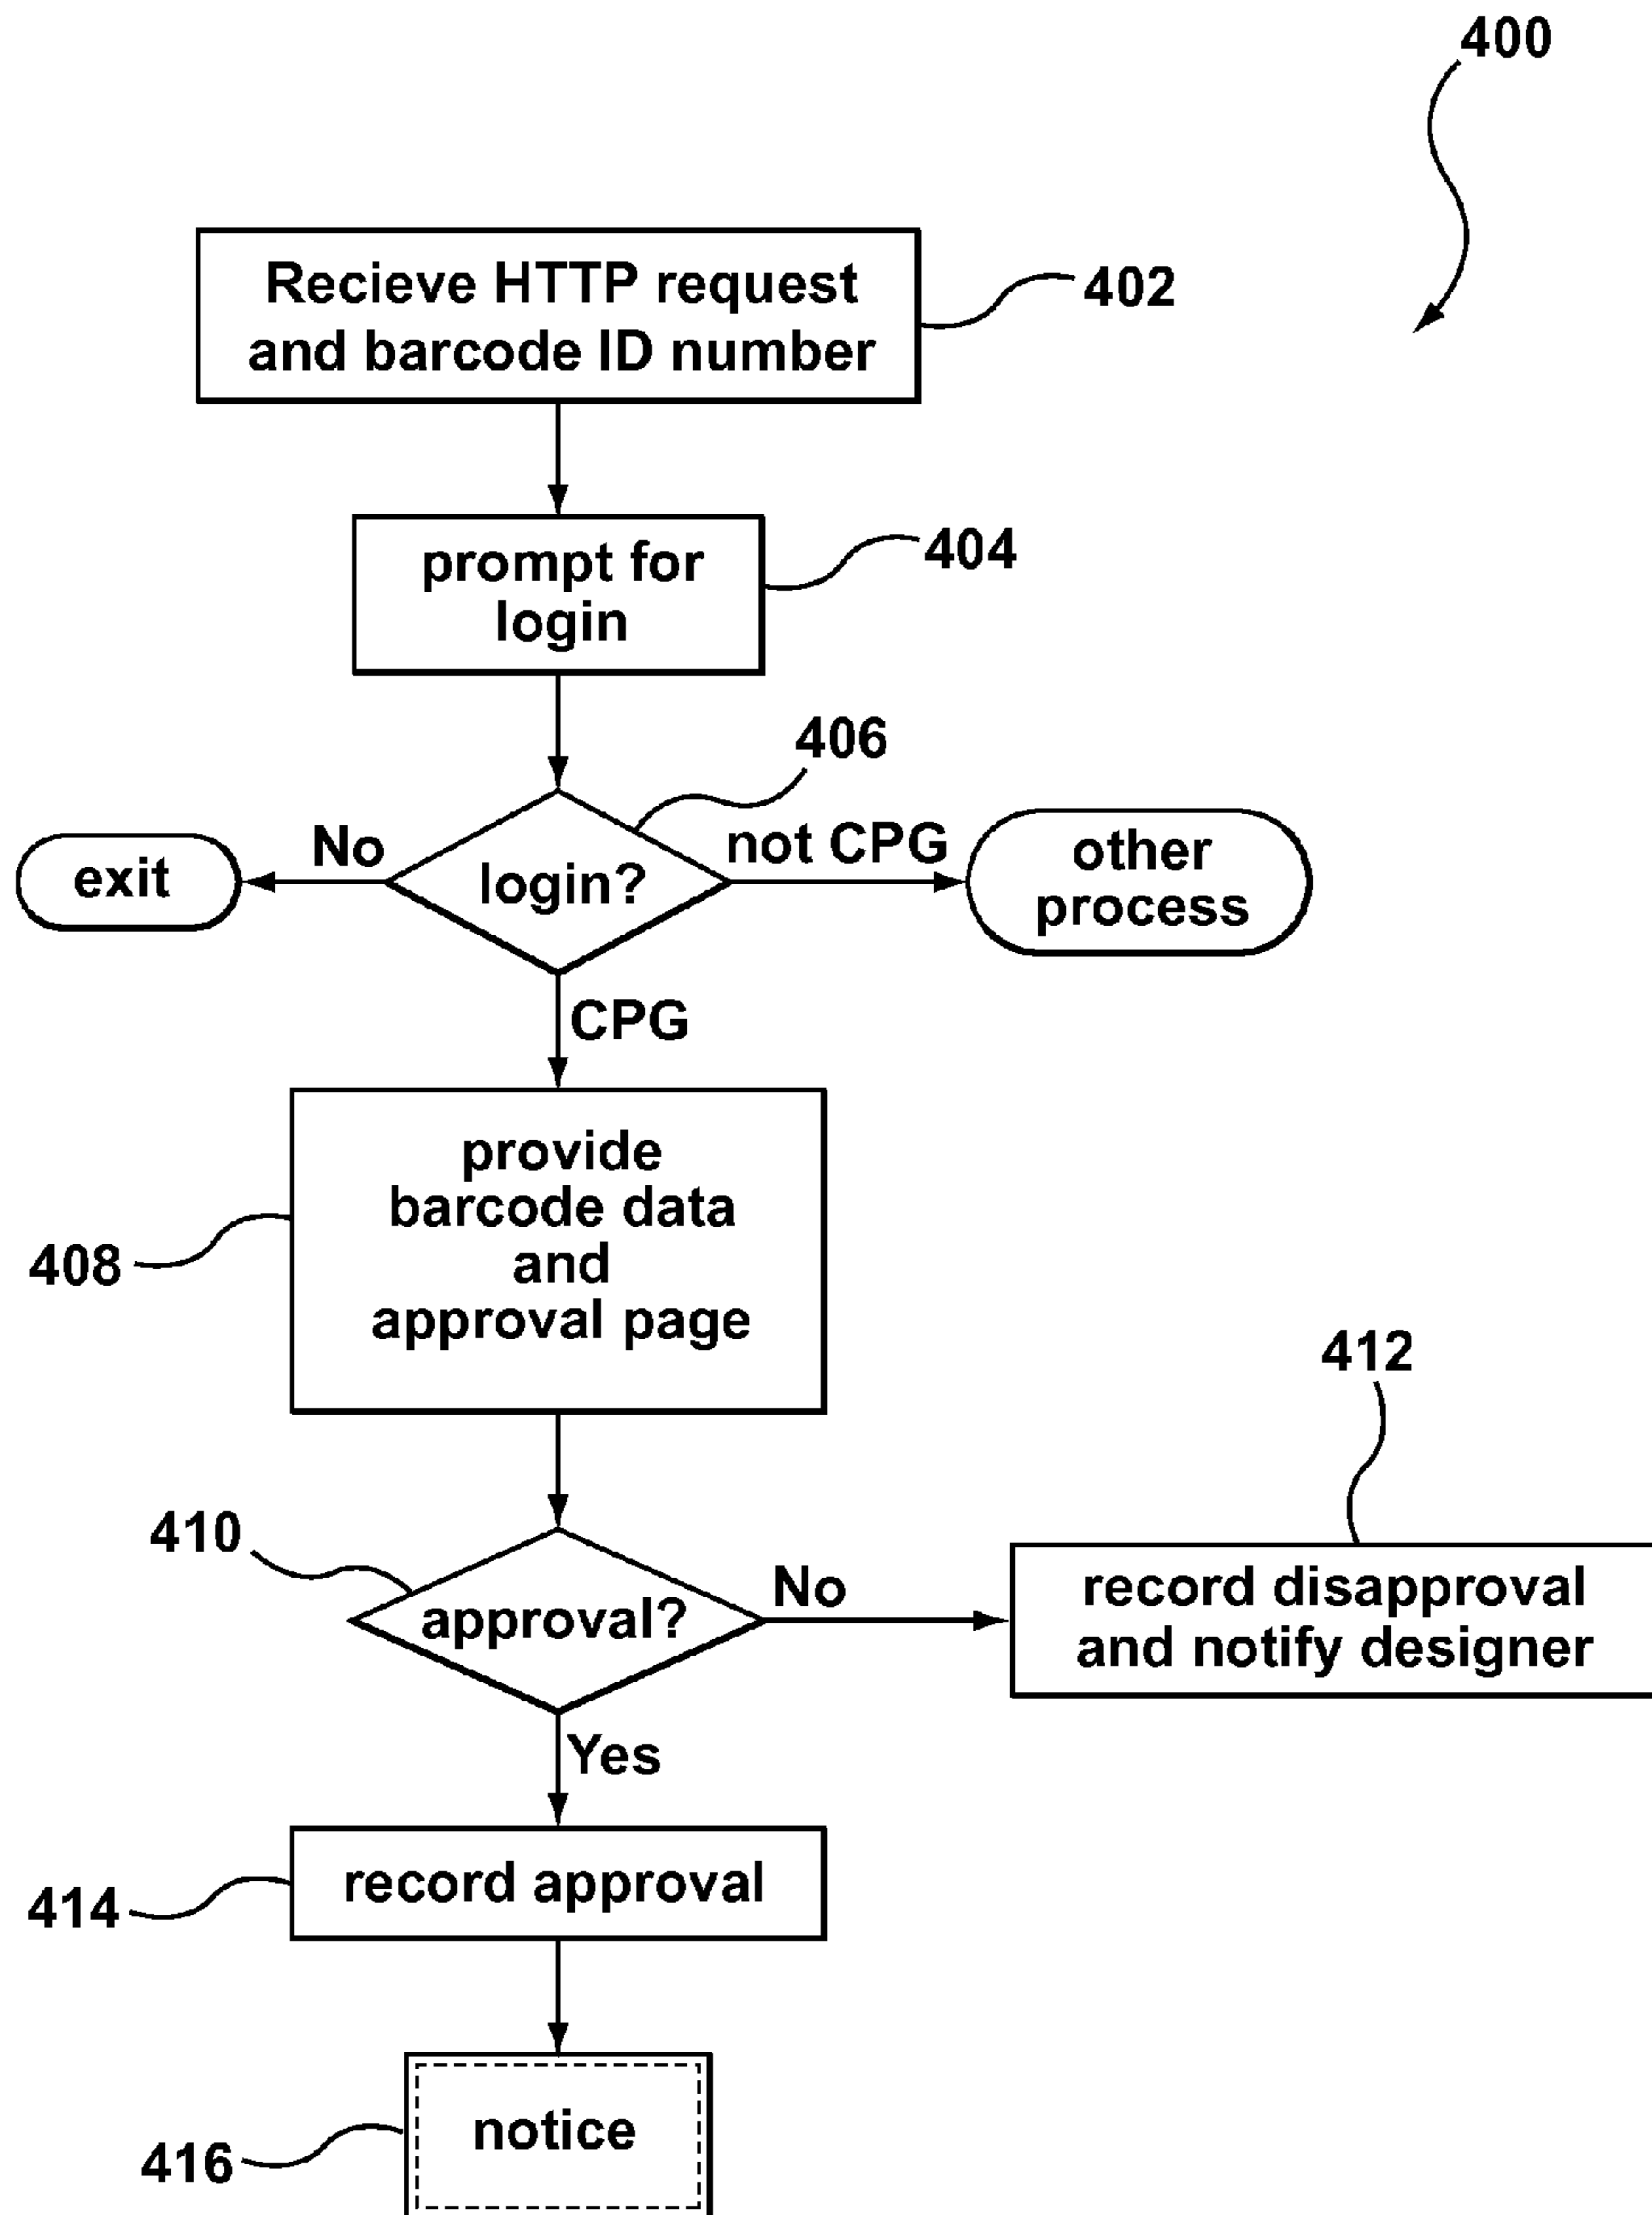 400
Recieve HTTP request
and barcode ID number
402
prompt for
login
404
406
No
login?
not CPG
exit
other
process
CPG
provide
barcode data
and
approval page
408
412
410
approval?
No
record disapproval
and notify designer
Yes
record approval
414
notice
416